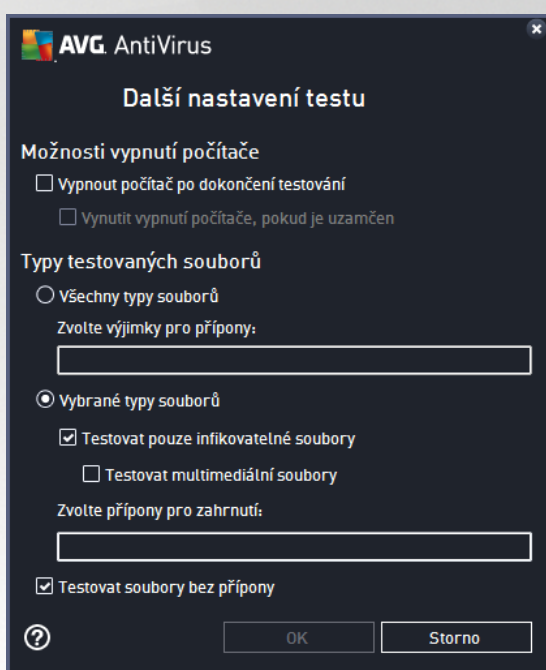 AVG. AntiVirus
Další nastavení testu
Možnosti vypnutí počítače
Vypnout počítač po dokončení testování
Vynutit vypnutí počítače, pokud je uzamčen
Typy testovaných souborů
Všechny typy souborů
Zvolte výjimky pro přípony:
Vybrané typy souborů
Testovat pouze infikovatelné soubory
Testovat multimediální soubory
Zvolte přípony pro zahrnutí:
Testovat soubory bez přípony
?
OK
Storno